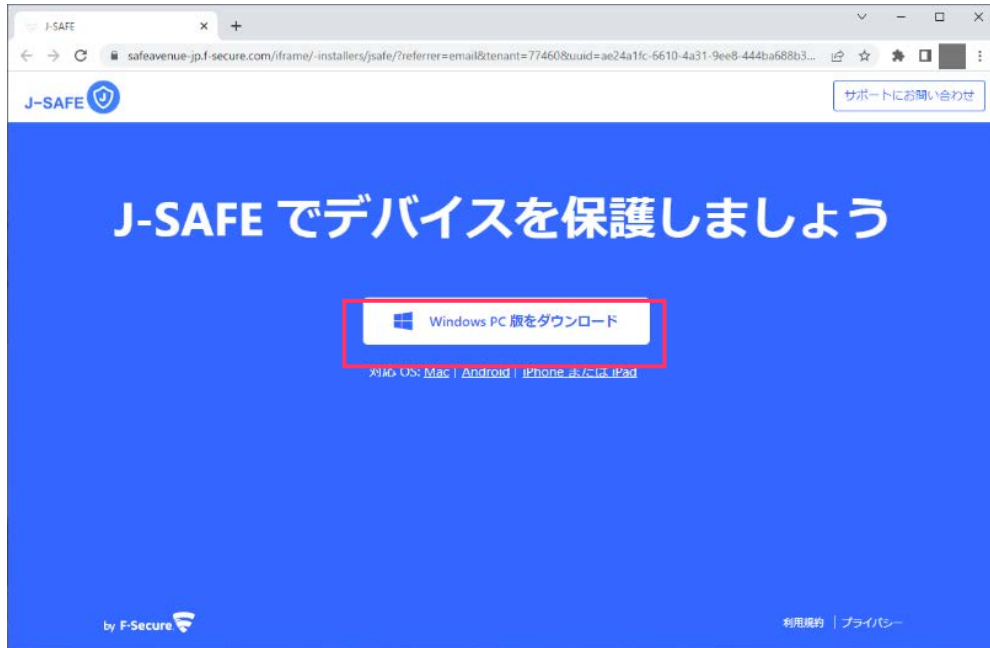 J-SAFE
safeavenue-jp.f-secure.com/iframe/-installers/jsafe/?referrer=email&tenant=77460&uuid=ae24a1fc-6610-4a31-9ee8-444ba688b3...
J-SAFE
サポートにお問い合わせ
J-SAFE でデバイスを保護しましょう
Windows PC 版をダウンロード
対応 OS: Mac | Android | iPhone または iPad
by F-Secure
利用規約 | プライバシー